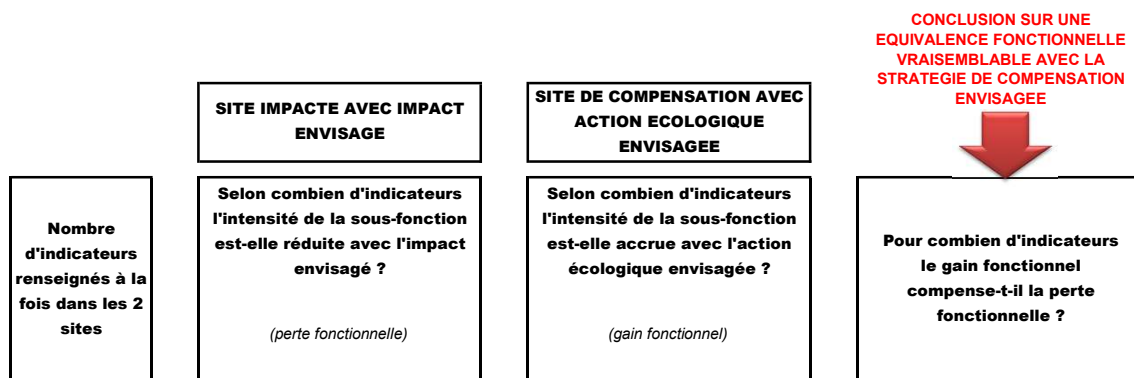 CONCLUSION SUR UNE
EQUIVALENCE FONCTIONNELLE
VRAISEMBLABLE AVEC LA
STRATEGIE DE COMPENSATION
ENVISAGEE
SITE IMPACTE AVEC IMPACT
ENVISAGE
SITE DE COMPENSATION AVEC
ACTION ECOLOGIQUE
ENVISAGEE
Nombre
d'indicateurs
renseignés à la
fois dans les 2
sites
Selon combien d'indicateurs
l'intensité de la sous-fonction
est-elle réduite avec l'impact
envisagé ?
(perte fonctionnelle)
Selon combien d'indicateurs
l'intensité de la sous-fonction
est-elle accrue avec l'action
écologique envisagée ?
(gain fonctionnel)
Pour combien d'indicateurs
le gain fonctionnel
compense-t-il la perte
fonctionnelle ?